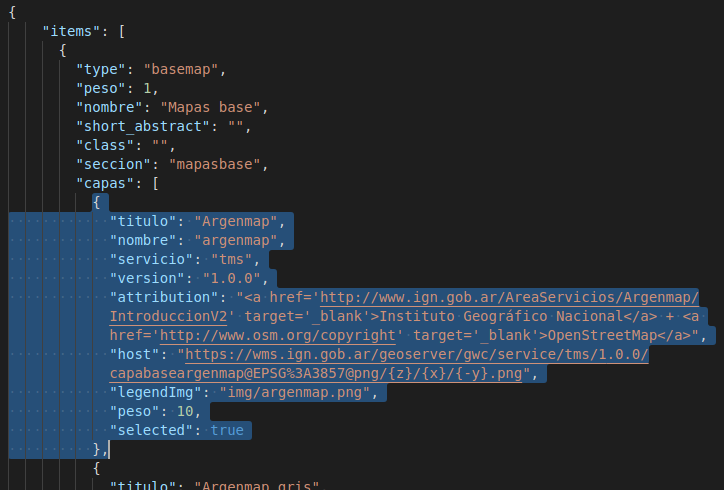 {
"items": [
{
"type": "basemap",
"peso": 1,
"nombre": "Mapas base",
"short_abstract": "",
"class": "",
"seccion": "mapasbase",
"capas": [
{
"titulo": "Argenmap",
"nombre": "argenmap",
"servicio": "tms",
"version": "1.0.0",
"attribution": "<a href='http://www.ign.gob.ar/AreaServicios/Argenmap/
IntroduccionV2' target='_blank'>Instituto Geográfico Nacional</a> + <a
href='http://www.osm.org/copyright' target='_blank'>OpenStreetMap</a>",
"host": "https://wms.ign.gob.ar/geoserver/gwc/service/tms/1.0.0/
capabaseargenmap@EPSG%3A3857@png/{z}/{x}/{-y}.png",
"legendImg": "img/argenmap.png",
"peso": 10,
"selected": true
},
{
"titulo": "Argenmap gris",